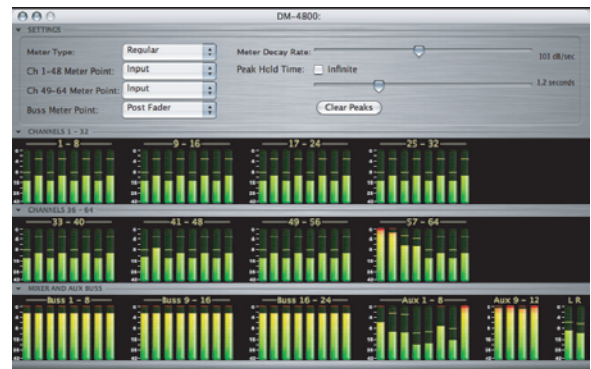 DM-4800:
SETTINGS
Meter Type: Regular Meter Decay Rate: 101 dB/sec
Ch 1-48 Meter Point: Input Peak Hold Time: Infinite
Ch 49-64 Meter Point: Input 1.2 seconds
Buss Meter Point: Post Fader Clear Peaks
CHANNELS 1 - 32
1 - 8 9 - 16 17 - 24 25 - 32
CHANNELS 36 - 64
33 - 40 41 - 48 49 - 56 57 - 64
MIXER AND AUX BUSS
Buss 1 - 8 Buss 9 - 16 Buss 16 - 24 Aux 1 - 8 Aux 9 - 12 L R